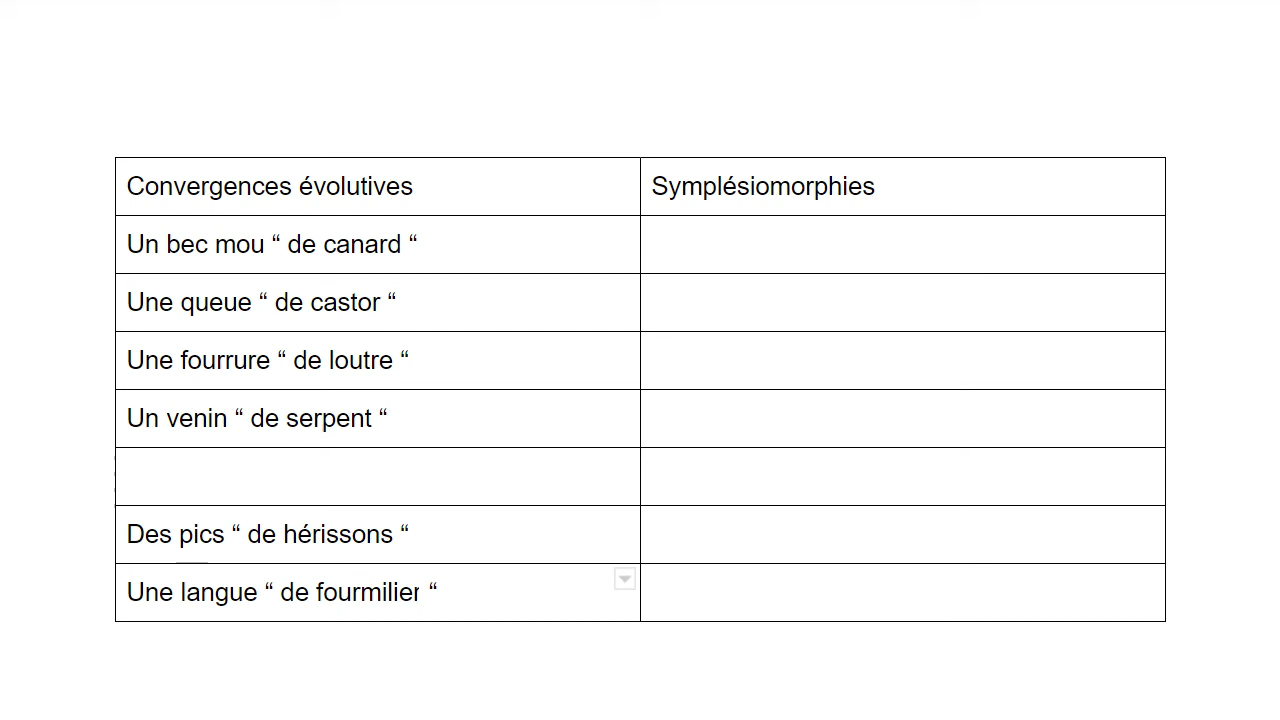 Convergences évolutives
Symplésiomorphies
Un bec mou “ de canard “
Une queue “ de castor “
Une fourrure “ de loutre “
Un venin “ de serpent “
Des pics “ de hérissons “
Une langue “ de fourmilier “